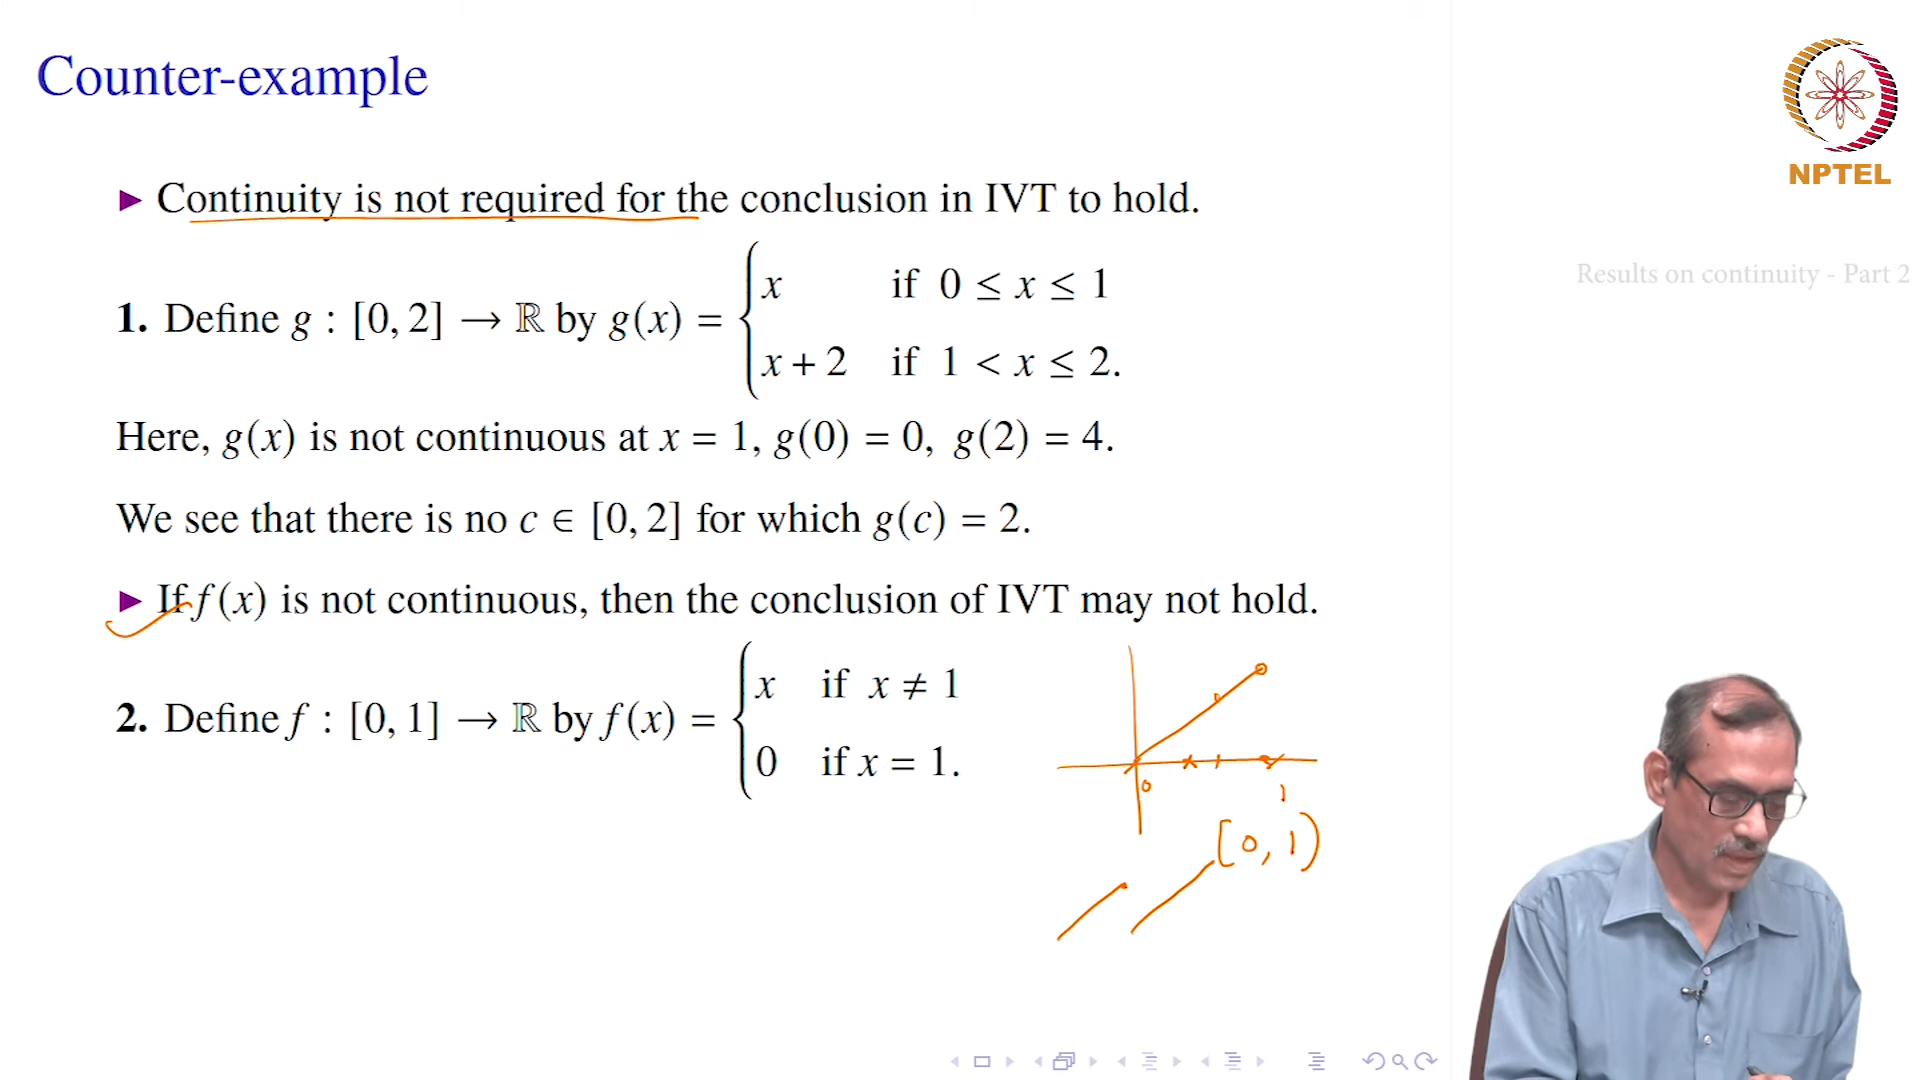 Counter-example
NPTEL
▶ Continuity is not required for the conclusion in IVT to hold.
Results on continuity - Part 2
1. Define g : [0, 2] → ℝ by g(x) = { x if 0 ≤ x ≤ 1
x + 2 if 1 < x ≤ 2.
Here, g(x) is not continuous at x = 1, g(0) = 0, g(2) = 4.
We see that there is no c ∈ [0, 2] for which g(c) = 2.
▶ If f(x) is not continuous, then the conclusion of IVT may not hold.
2. Define f : [0, 1] → ℝ by f(x) = { x if x ≠ 1
0 if x = 1.
0 1
[0, 1)